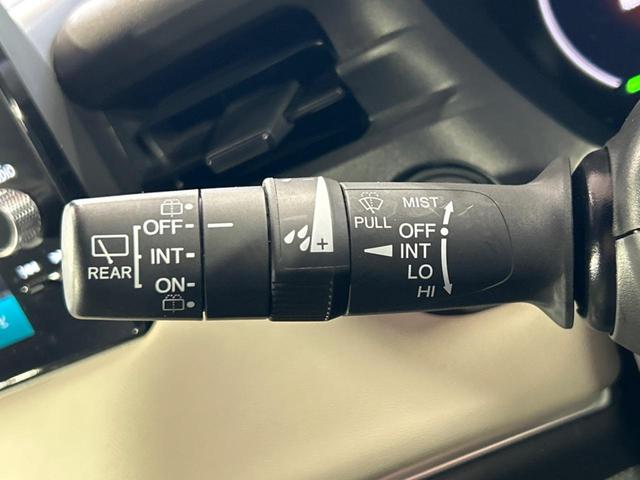 OFF
INT
ON
REAR
+
PULL
MIST
OFF
INT
LO
HI